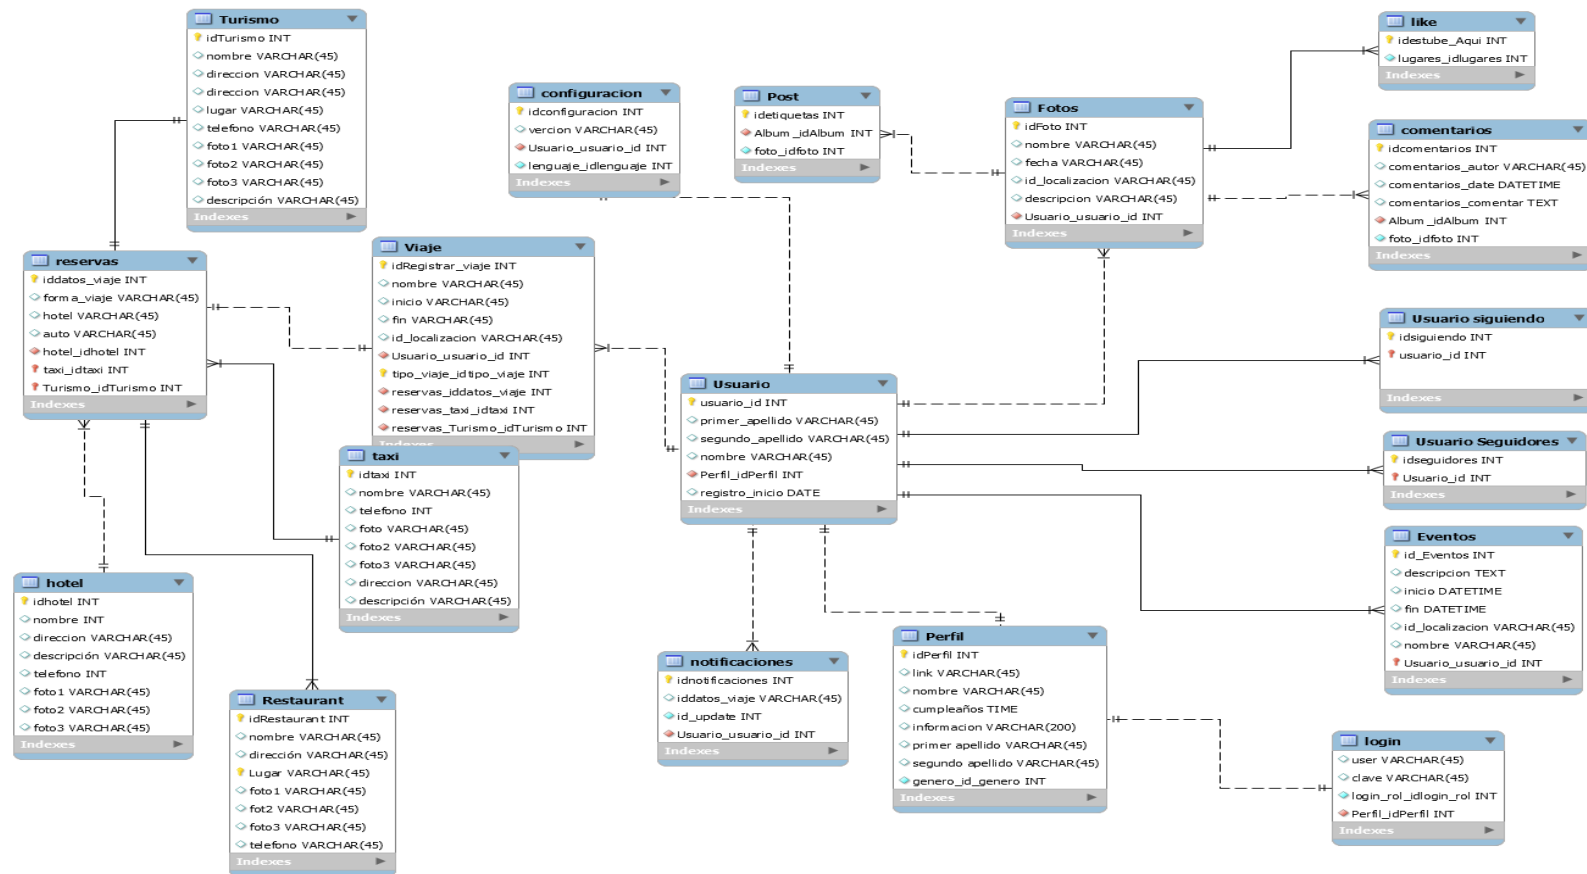 Turismo
idTurismo INT
nombre VARCHAR(45)
direccion VARCHAR(45)
direccion VARCHAR(45)
lugar VARCHAR(45)
telefono VARCHAR(45)
foto1 VARCHAR(45)
foto2 VARCHAR(45)
foto3 VARCHAR(45)
descripción VARCHAR(45)
Indexes
configuracion
idconfiguracion INT
vercion VARCHAR(45)
Usuario_usuario_id INT
lenguaje_idlenguaje INT
Indexes
Post
idetiquetas INT
Album_idAlbum INT
foto_idfoto INT
Indexes
Fotos
idFoto INT
nombre VARCHAR(45)
fecha VARCHAR(45)
id_localizacion VARCHAR(45)
descripcion VARCHAR(45)
Usuario_usuario_id INT
Indexes
like
idestube_Aqui INT
lugares_idlugares INT
Indexes
comentarios
idcomentarios INT
comentarios_autor VARCHAR(45)
comentarios_date DATETIME
comentarios_comentar TEXT
Album_idAlbum INT
foto_idfoto INT
Indexes
reservas
iddatos_viaje INT
forma_viaje VARCHAR(45)
hotel VARCHAR(45)
auto VARCHAR(45)
hotel_idhotel INT
taxi_idtaxi INT
Turismo_idTurismo INT
Indexes
Viaje
idRegistrar_viaje INT
nombre VARCHAR(45)
inicio VARCHAR(45)
fin VARCHAR(45)
id_localizacion VARCHAR(45)
Usuario_usuario_id INT
tipo_viaje_idtipo_viaje INT
reservas_iddatos_viaje INT
reservas_taxi_idtaxi INT
reservas_Turismo_idTurismo INT
Indexes
taxi
idtaxi INT
nombre VARCHAR(45)
telefono INT
foto VARCHAR(45)
foto2 VARCHAR(45)
foto3 VARCHAR(45)
direccion VARCHAR(45)
descripción VARCHAR(45)
Indexes
Usuario
usuario_id INT
primer_apellido VARCHAR(45)
segundo_apellido VARCHAR(45)
nombre VARCHAR(45)
Perfil_idPerfil INT
registro_inicio DATE
Indexes
Usuario siguiendo
idsiguiendo INT
usuario_id INT
Indexes
Usuario Seguidores
idseguidores INT
Usuario_id INT
Indexes
Eventos
id_Eventos INT
descripcion TEXT
inicio DATETIME
fin DATETIME
id_localizacion VARCHAR(45)
nombre VARCHAR(45)
Usuario_usuario_id INT
Indexes
hotel
idhotel INT
nombre INT
direccion VARCHAR(45)
descripción VARCHAR(45)
telefono INT
foto1 VARCHAR(45)
foto2 VARCHAR(45)
foto3 VARCHAR(45)
Indexes
Restaurant
idRestaurant INT
nombre VARCHAR(45)
dirección VARCHAR(45)
Lugar VARCHAR(45)
foto1 VARCHAR(45)
fot2 VARCHAR(45)
foto3 VARCHAR(45)
telefono VARCHAR(45)
Indexes
notificaciones
idnotificaciones INT
iddatos_viaje VARCHAR(45)
id_update INT
Usuario_usuario_id INT
Indexes
Perfil
idPerfil INT
link VARCHAR(45)
nombre VARCHAR(45)
cumpleaños TIME
informacion VARCHAR(200)
primer apellido VARCHAR(45)
segundo apellido VARCHAR(45)
genero_id_genero INT
Indexes
login
user VARCHAR(45)
clave VARCHAR(45)
login_rol_idlogin_rol INT
Perfil_idPerfil INT
Indexes